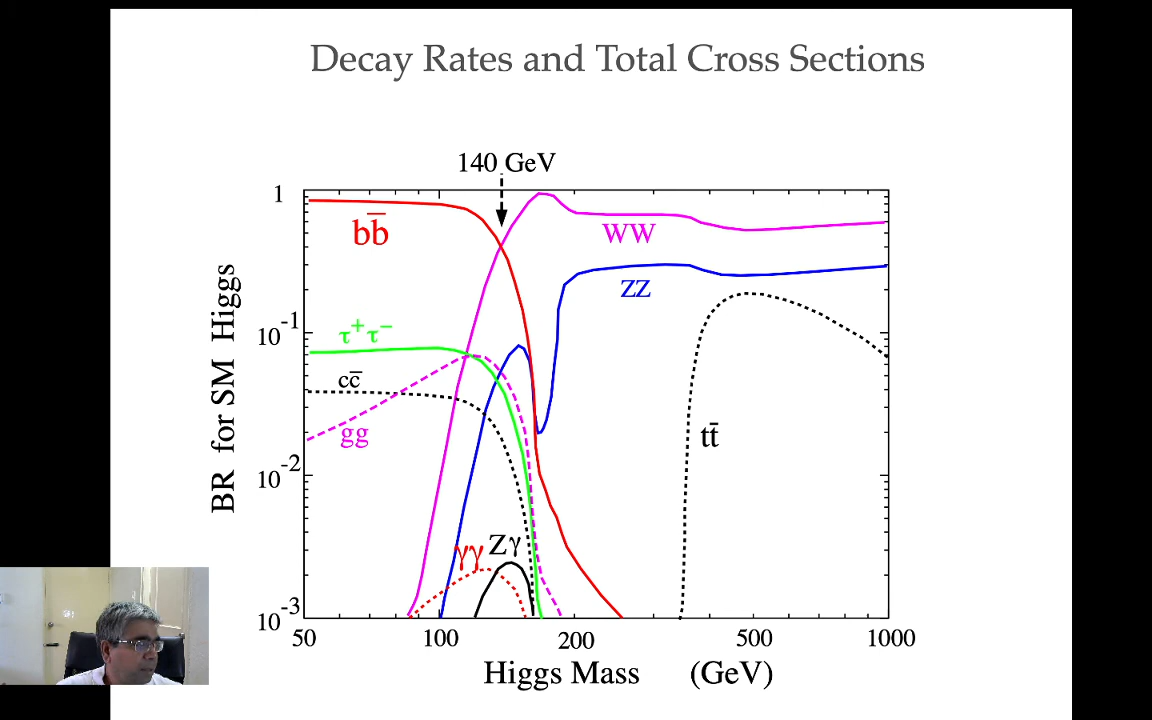 Decay Rates and Total Cross Sections
140 GeV
1
bb̅
WW
ZZ
BR for SM Higgs
10⁻¹
τ⁺τ⁻
cc̅
gg
tt̅
10⁻²
γγ
Zγ
10⁻³
50 100 200 500 1000
Higgs Mass (GeV)